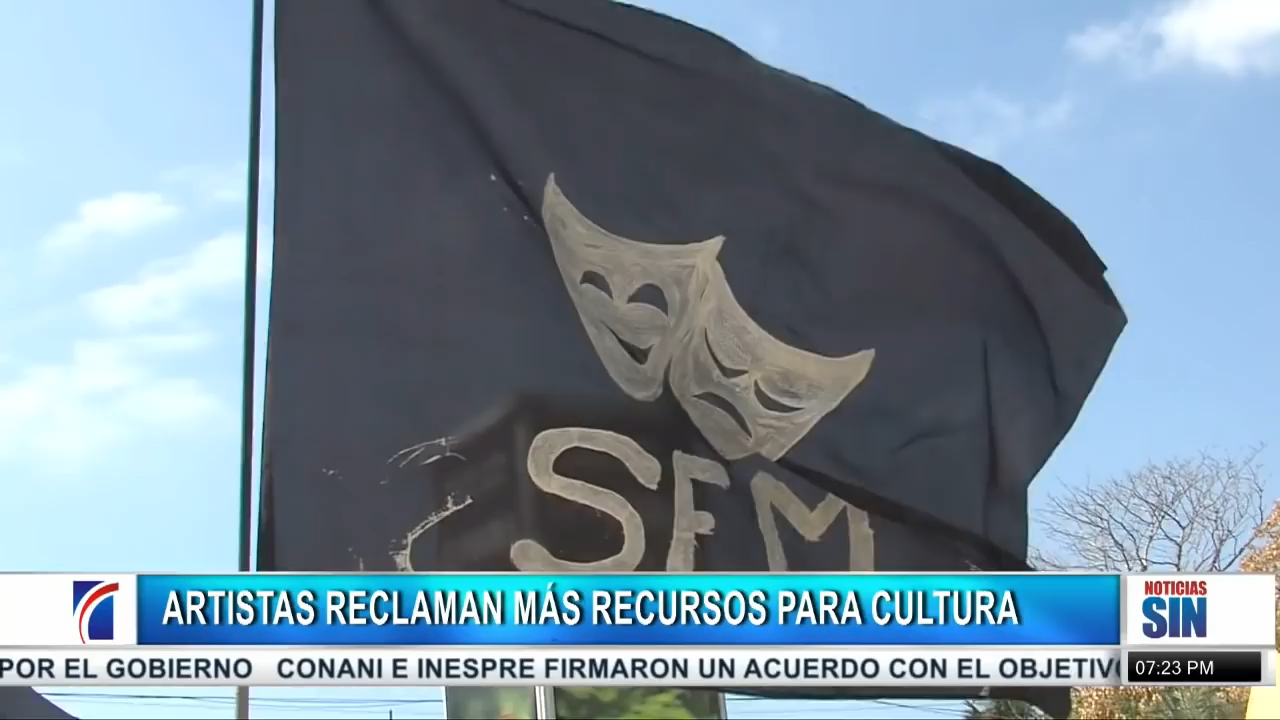 SEM
ARTISTAS RECLAMAN MÁS RECURSOS PARA CULTURA
NOTICIAS
SIN
POR EL GOBIERNO CONANI E INESPRE FIRMARON UN ACUERDO CON EL OBJETIVO
07:23 PM